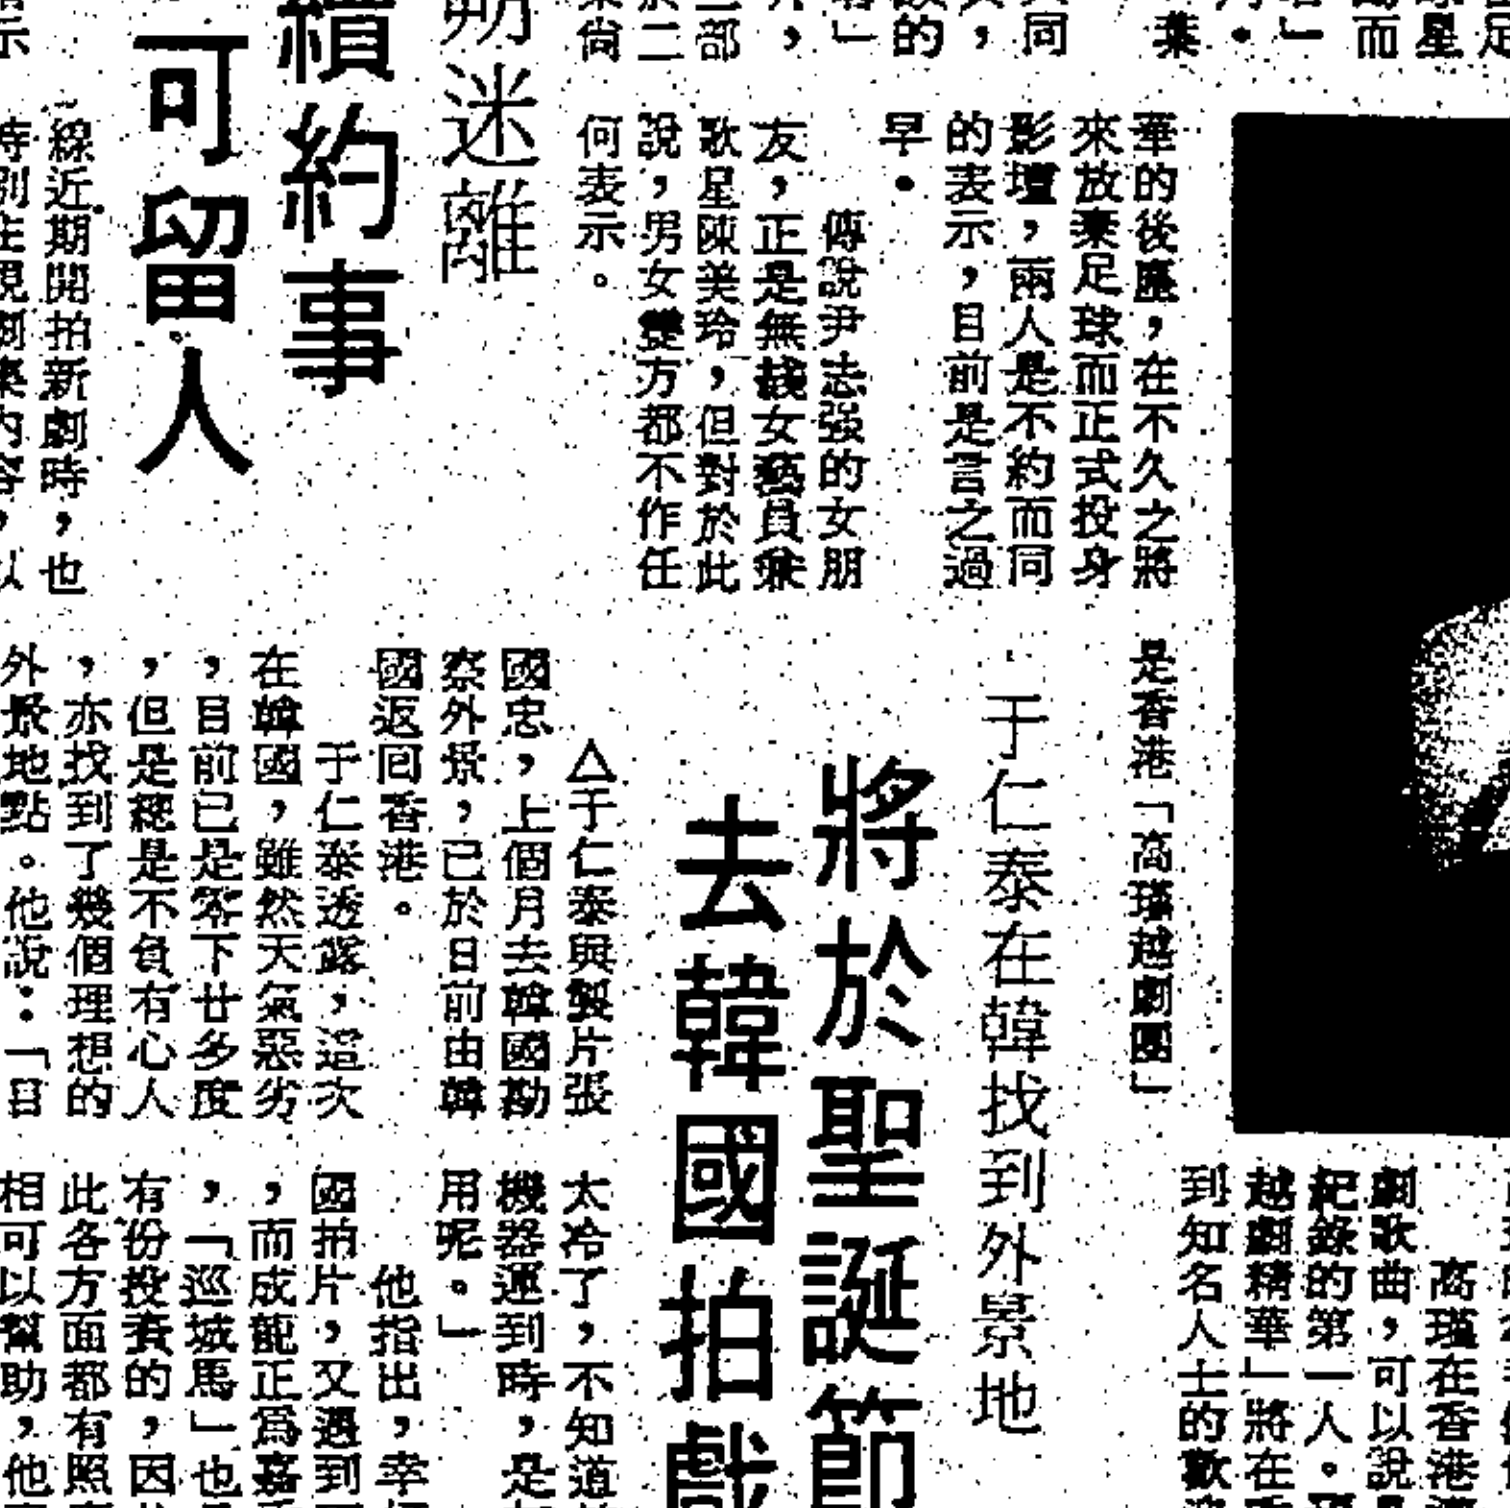 同
的
」
，
部
二
尚
華的後塵，在不久之將
來放棄足球而正式投身
影壇，兩人是不約而同
的表示，目前是言之過
早・
傳說尹法强的女朋
友，正是無綫女藝員兼
歌星陳美玲，但對於此
說，男女雙方都不作任
何表示。
迷離
續約事
可留人
線近期開拍新劇時，也
是香港「高瑾越劇團」
于仁泰在韓找到外景地
將於聖誕節
去韓國拍戲
△于仁泰與製片張
國忠，上個月去韓國勘
察外景，已於日前由韓
國返回香港。
于仁泰透露，這次
在韓國，雖然天氣惡劣
，目前已是零下廿多度
，但是總是不負有心人
，亦找到了幾個理想的
外景地點。他說：「目
高瑾在香港
劇歌曲，可以說
紀錄的第一人。
越劇精華」將在
到知名人士的歡
太冷了，不知道
機器運到時，是
用呢。」
他指出，幸
國拍片，又遇到
，而成龍正爲嘉
，「巡城馬」也
有份投資的，因
此各方面都有照
相可以幫助，他